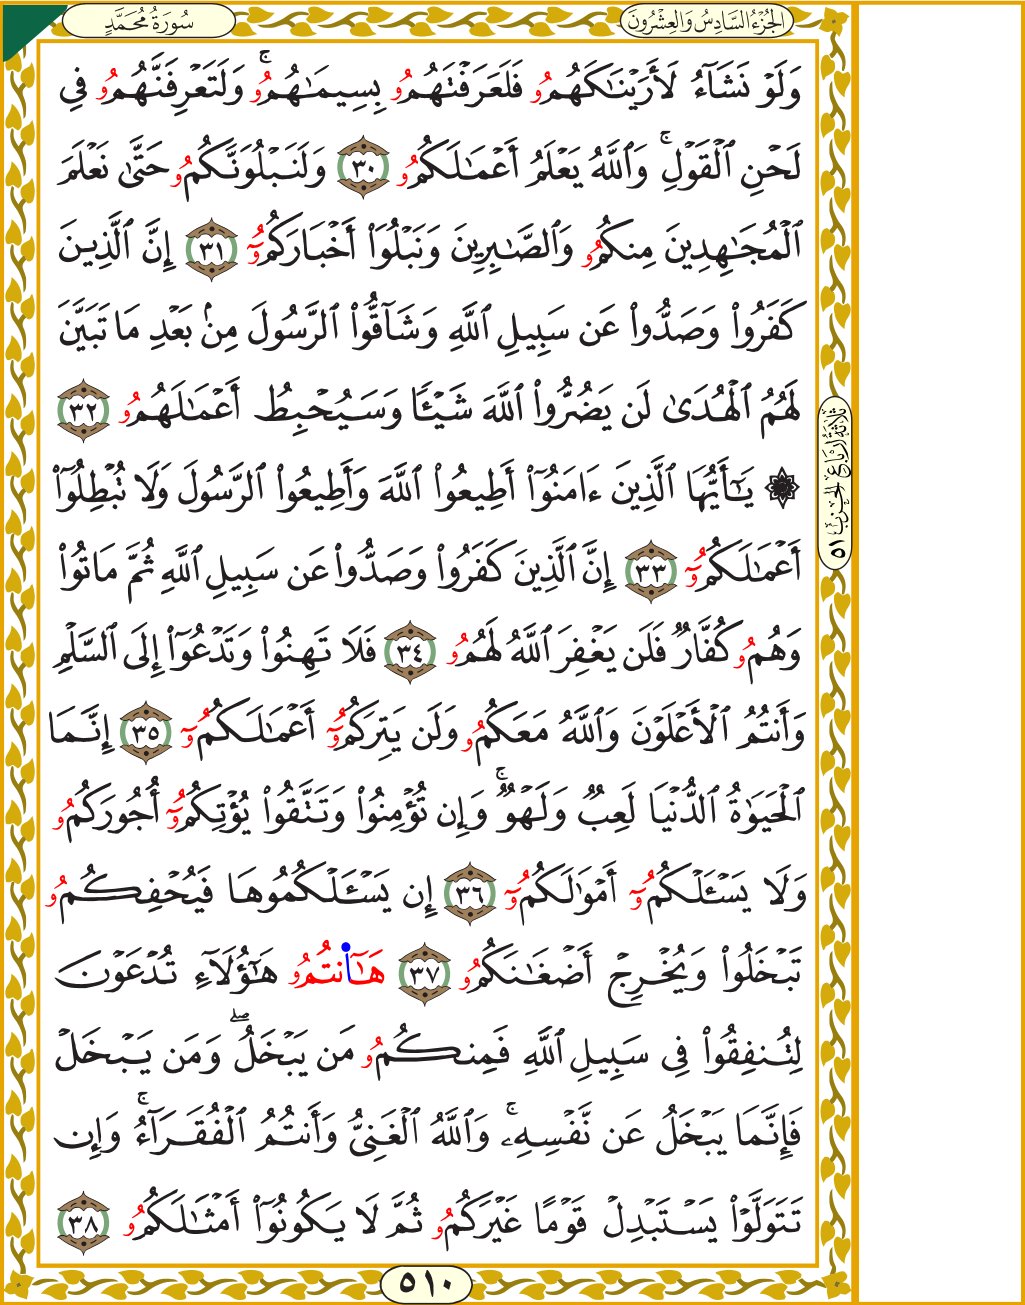 الجُزْءُ السَّادِسُ وَالعِشْرُونَ
سُورَةُ مُحَمَّدٍ
وَلَوْ نَشَآءُ لَأَرَيْنَـٰكَهُمُۥ فَلَعَرَفْتَهُمُۥ بِسِيمَـٰهُمُۥۚ وَلَتَعْرِفَنَّهُمُۥ فِي
لَحْنِ ٱلْقَوْلِۚ وَٱللَّهُ يَعْلَمُ أَعْمَـٰلَكُمُۥ ٣٠ وَلَنَبْلُوَنَّكُمُۥ حَتَّىٰ نَعْلَمَ
ٱلْمُجَـٰهِدِينَ مِنكُمُۥ وَٱلصَّـٰبِرِينَ وَنَبْلُوَا۟ أَخْبَارَكُمُۥٓ ٣١ إِنَّ ٱلَّذِينَ
كَفَرُوا۟ وَصَدُّوا۟ عَن سَبِيلِ ٱللَّهِ وَشَآقُّوا۟ ٱلرَّسُولَ مِنۢ بَعْدِ مَا تَبَيَّنَ
لَهُمُ ٱلْهُدَىٰ لَن يَضُرُّوا۟ ٱللَّهَ شَيْـًٔا وَسَيُحْبِطُ أَعْمَـٰلَهُمُۥ ٣٢
۞ يَـٰٓأَيُّهَا ٱلَّذِينَ ءَامَنُوٓا۟ أَطِيعُوا۟ ٱللَّهَ وَأَطِيعُوا۟ ٱلرَّسُولَ وَلَا تُبْطِلُوٓا۟
أَعْمَـٰلَكُمُۥٓ ٣٣ إِنَّ ٱلَّذِينَ كَفَرُوا۟ وَصَدُّوا۟ عَن سَبِيلِ ٱللَّهِ ثُمَّ مَاتُوا۟
وَهُمُۥ كُفَّارٌ فَلَن يَغْفِرَ ٱللَّهُ لَهُمُۥ ٣٤ فَلَا تَهِنُوا۟ وَتَدْعُوٓا۟ إِلَى ٱلسَّلْمِ
وَأَنتُمُ ٱلْأَعْلَوْنَ وَٱللَّهُ مَعَكُمُۥ وَلَن يَتِرَكُمُۥٓ أَعْمَـٰلَكُمُۥٓ ٣٥ إِنَّمَا
ٱلْحَيَوٰةُ ٱلدُّنْيَا لَعِبٌ وَلَهْوٌۚ وَإِن تُؤْمِنُوا۟ وَتَتَّقُوا۟ يُؤْتِكُمُۥٓ أُجُورَكُمُۥ
وَلَا يَسْـَٔلْكُمُۥٓ أَمْوَٰلَكُمُۥٓ ٣٦ إِن يَسْـَٔلْكُمُوهَا فَيُحْفِكُمُۥ
تَبْخَلُوا۟ وَيُخْرِجْ أَضْغَـٰنَكُمُۥ ٣٧ هَـٰٓأَنتُمُۥ هَـٰٓؤُلَآءِ تُدْعَوْنَ
لِتُنفِقُوا۟ فِي سَبِيلِ ٱللَّهِ فَمِنكُمُۥ مَن يَبْخَلُۖ وَمَن يَبْخَلْ
فَإِنَّمَا يَبْخَلُ عَن نَّفْسِهِۦۚ وَٱللَّهُ ٱلْغَنِيُّ وَأَنتُمُ ٱلْفُقَرَآءُۚ وَإِن
تَتَوَلَّوْا۟ يَسْتَبْدِلْ قَوْمًا غَيْرَكُمُۥ ثُمَّ لَا يَكُونُوٓا۟ أَمْثَـٰلَكُمُۥ ٣٨
ثَلَاثَةُ أَرْبَاعِ الحِزْب ٥١
٥١٠